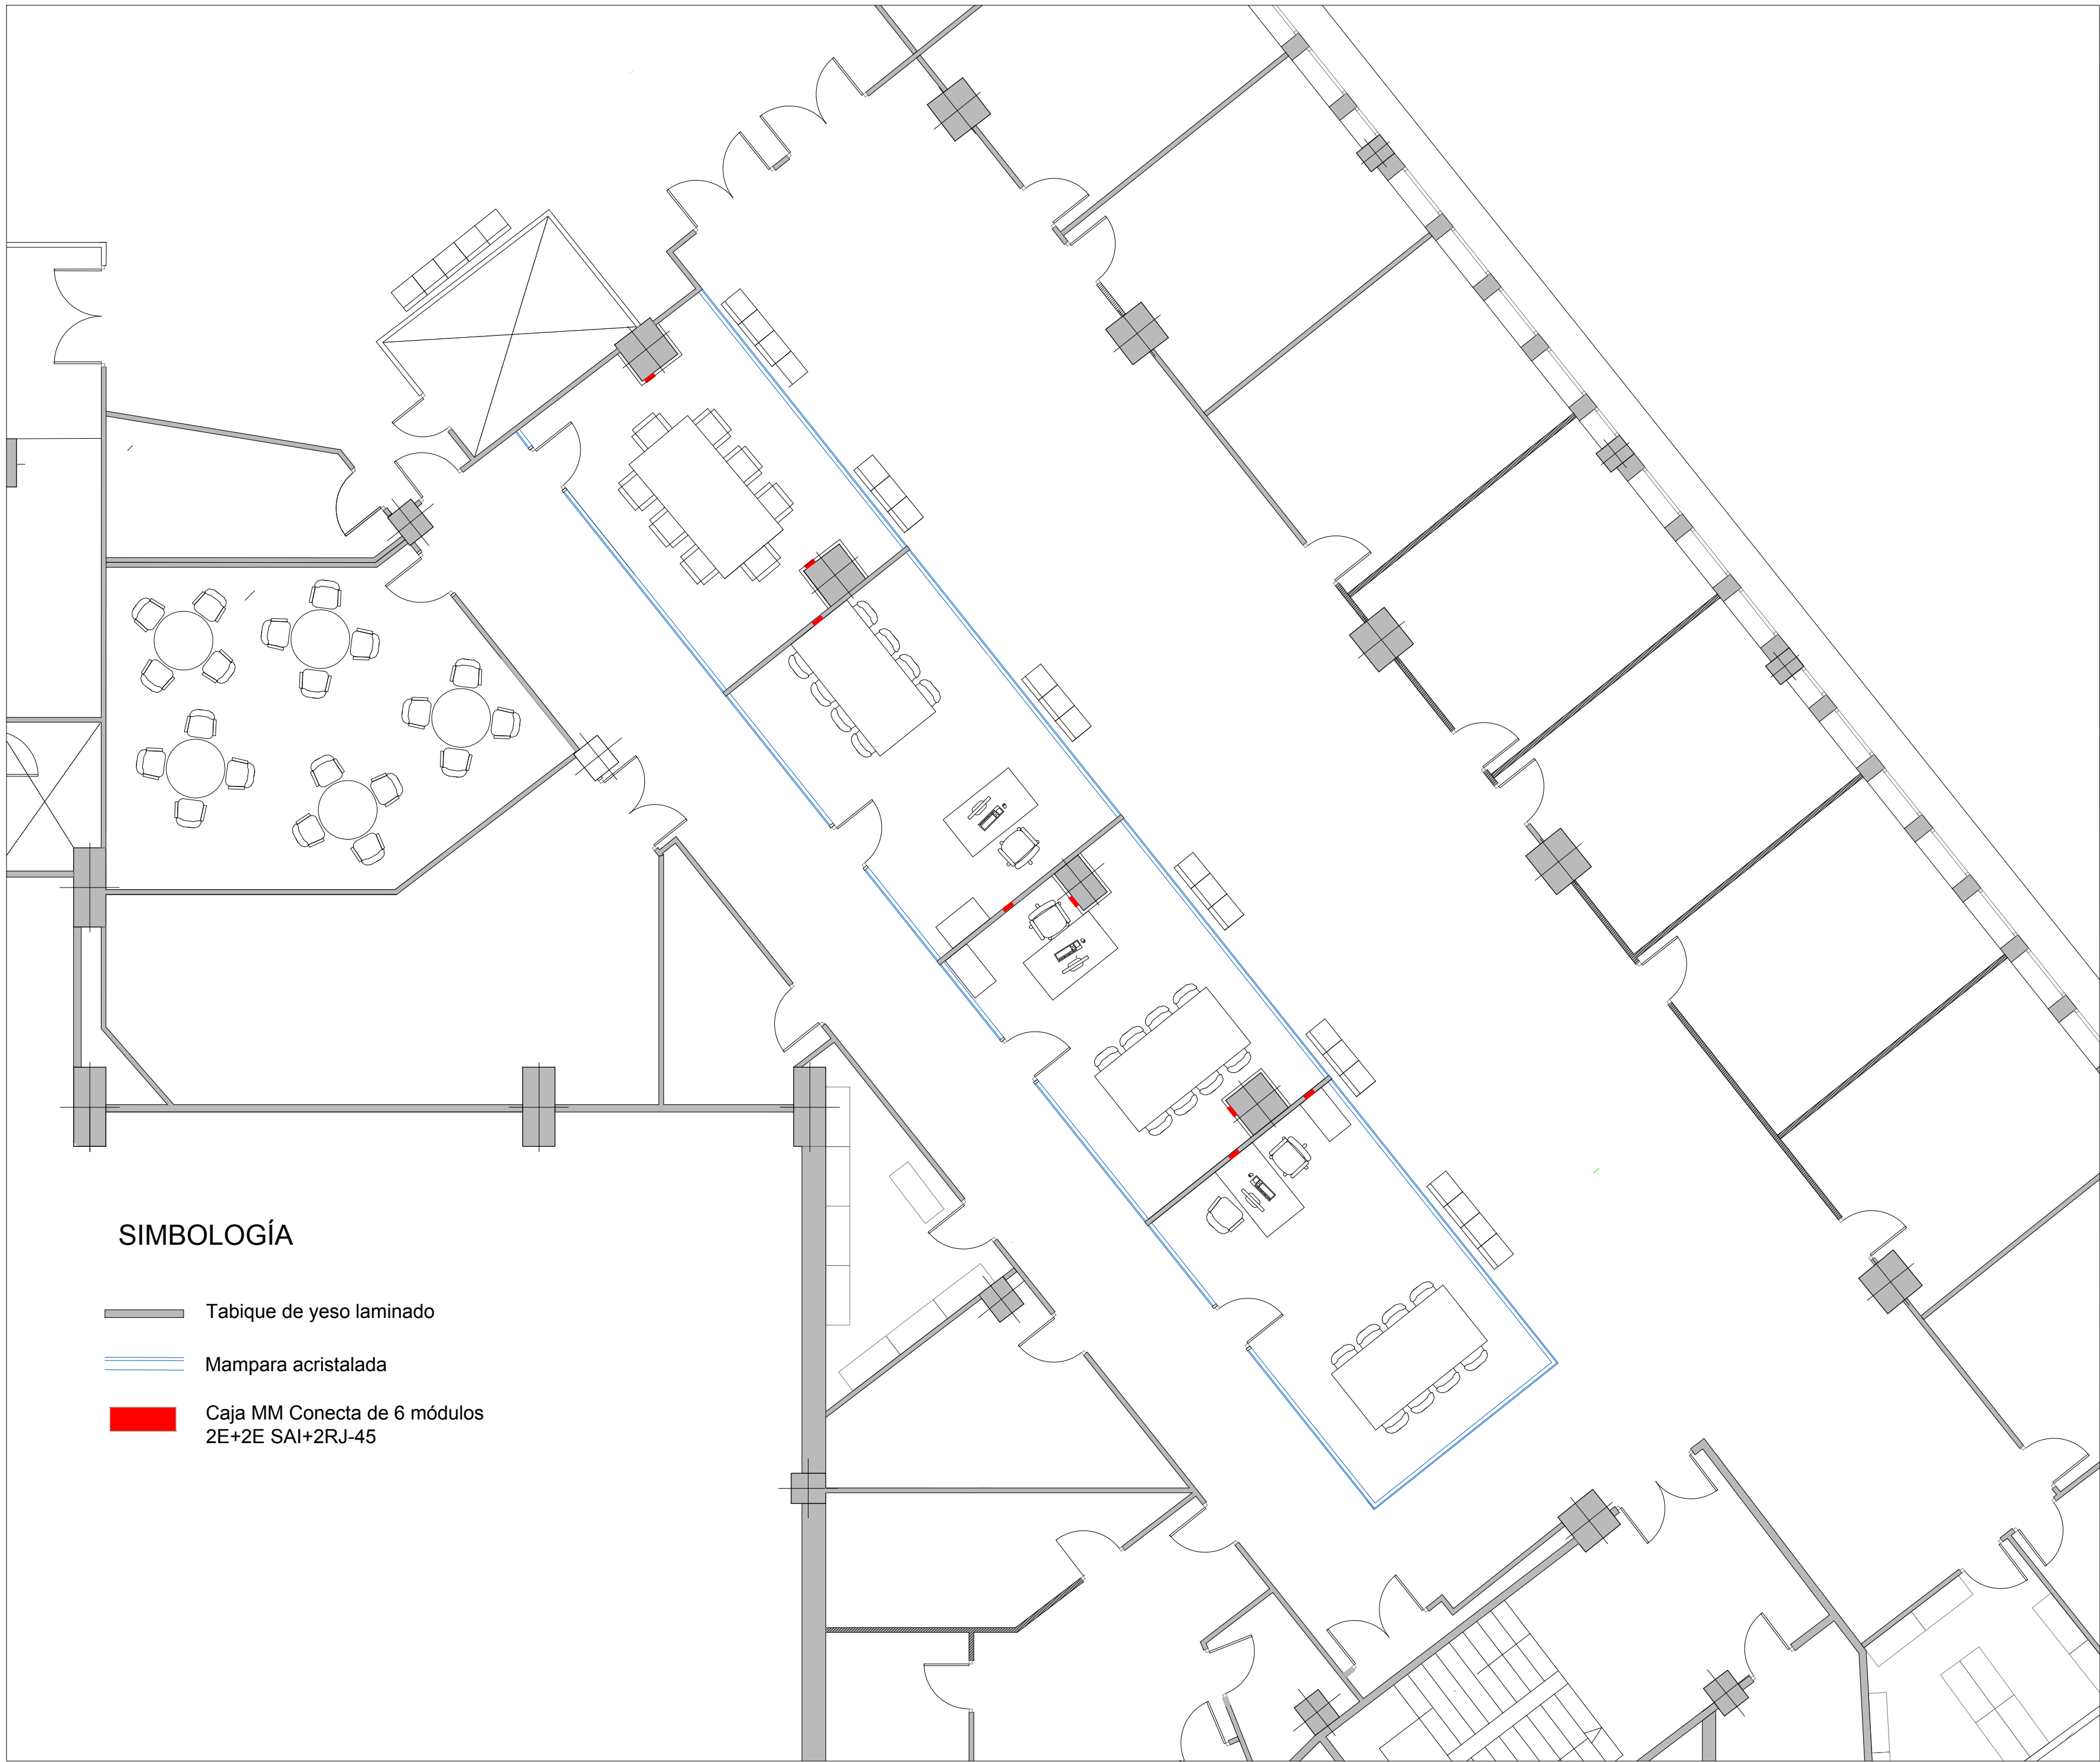 SIMBOLOGÍA
Tabique de yeso laminado
Mampara acristalada
Caja MM Conecta de 6 módulos
2E+2E SAI+2RJ-45